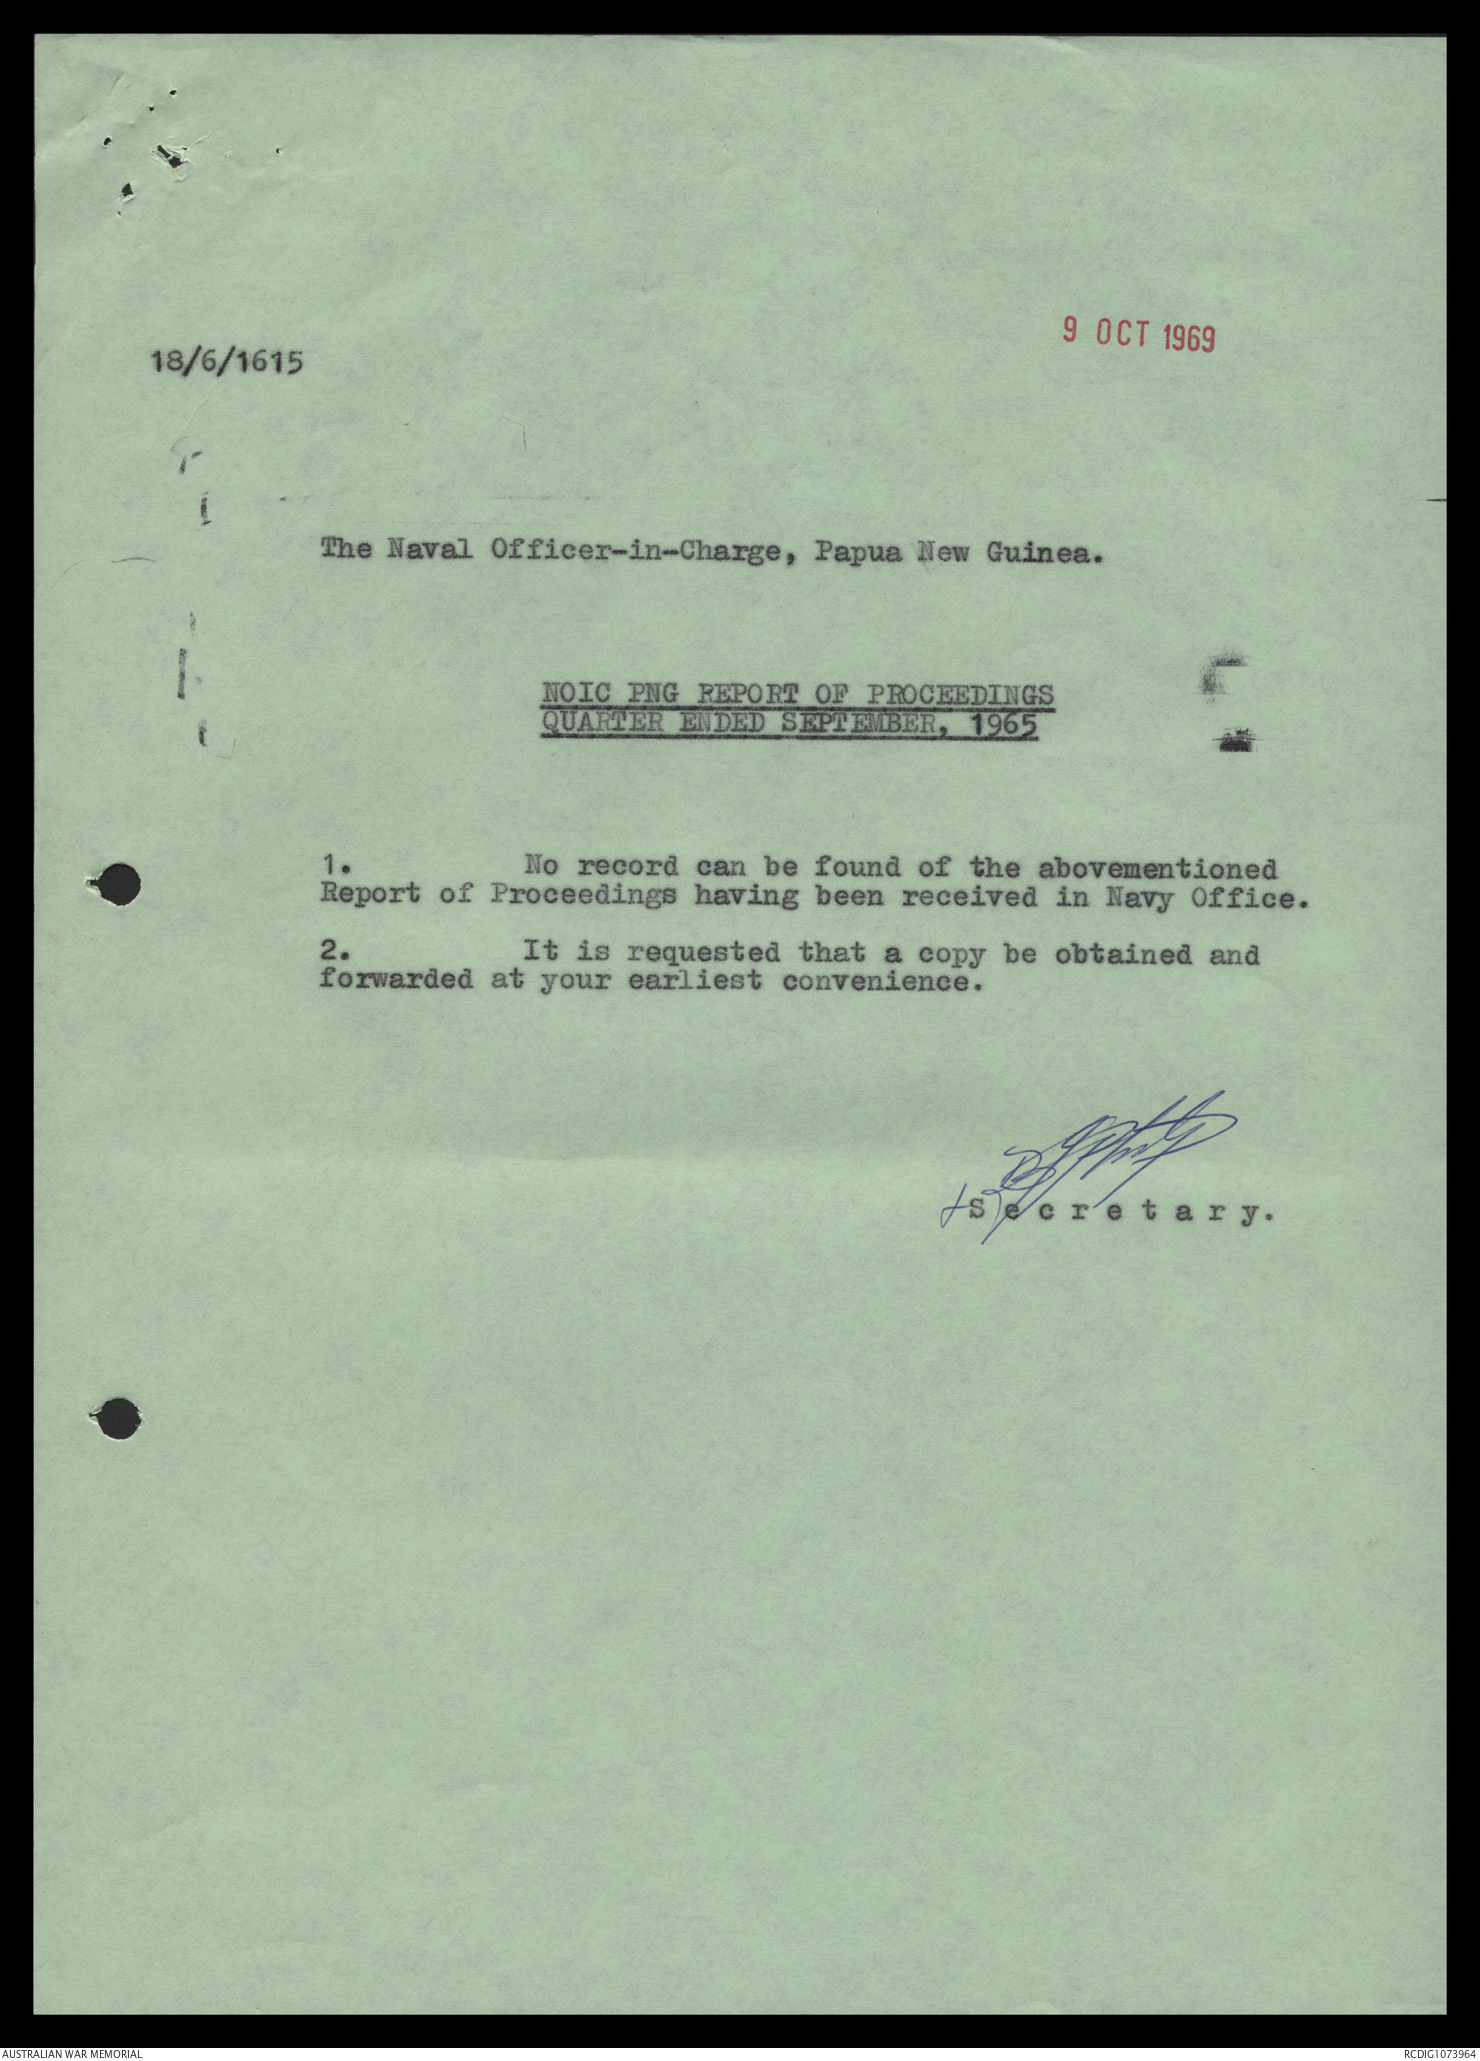 9 OCT 1969
18/6/1615
The Naval Officer-in-Charge, Papua New Guinea.
NOIC PNG REPORT OF PROCEEDINGS
QUARTER ENDED SEPTEMBER, 1965
1. No record can be found of the abovementioned
Report of Proceedings having been received in Navy Office.
2. It is requested that a copy be obtained and
forwarded at your earliest convenience.
Secretary.
AUSTRALIAN WAR MEMORIAL
RCDIG1073964